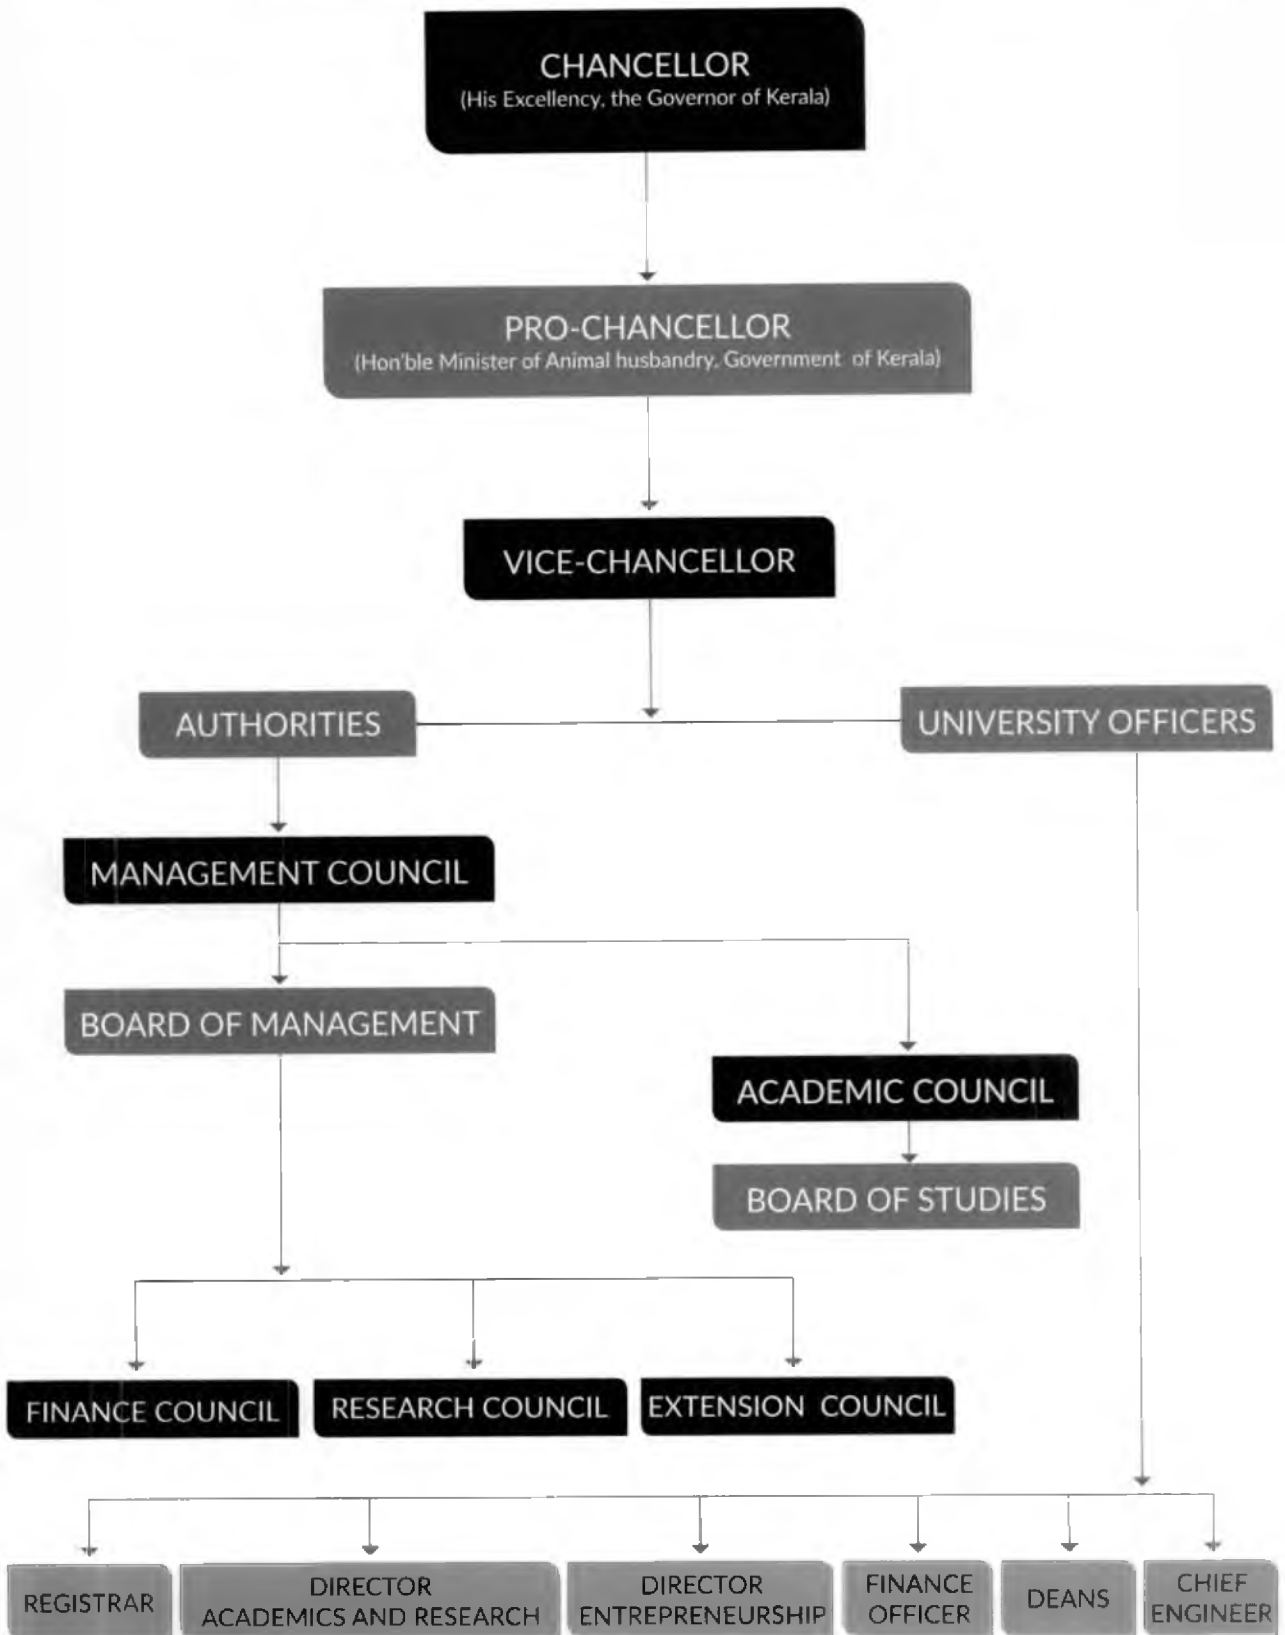 CHANCELLOR
(His Excellency, the Governor of Kerala)
PRO-CHANCELLOR
(Hon'ble Minister of Animal husbandry, Government of Kerala)
VICE-CHANCELLOR
AUTHORITIES
UNIVERSITY OFFICERS
MANAGEMENT COUNCIL
BOARD OF MANAGEMENT
ACADEMIC COUNCIL
BOARD OF STUDIES
FINANCE COUNCIL
RESEARCH COUNCIL
EXTENSION COUNCIL
REGISTRAR
DIRECTOR
ACADEMICS AND RESEARCH
DIRECTOR
ENTREPRENEURSHIP
FINANCE
OFFICER
DEANS
CHIEF
ENGINEER